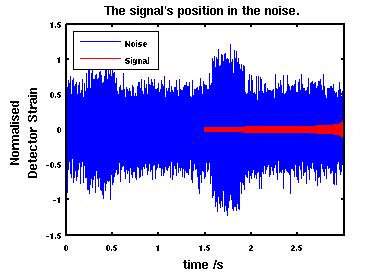 The signal's position in the noise.
Noise
Signal
Normalised
Detector Strain
1.5
1
0.5
0
-0.5
-1
-1.5
0 0.5 1 1.5 2 2.5
time /s